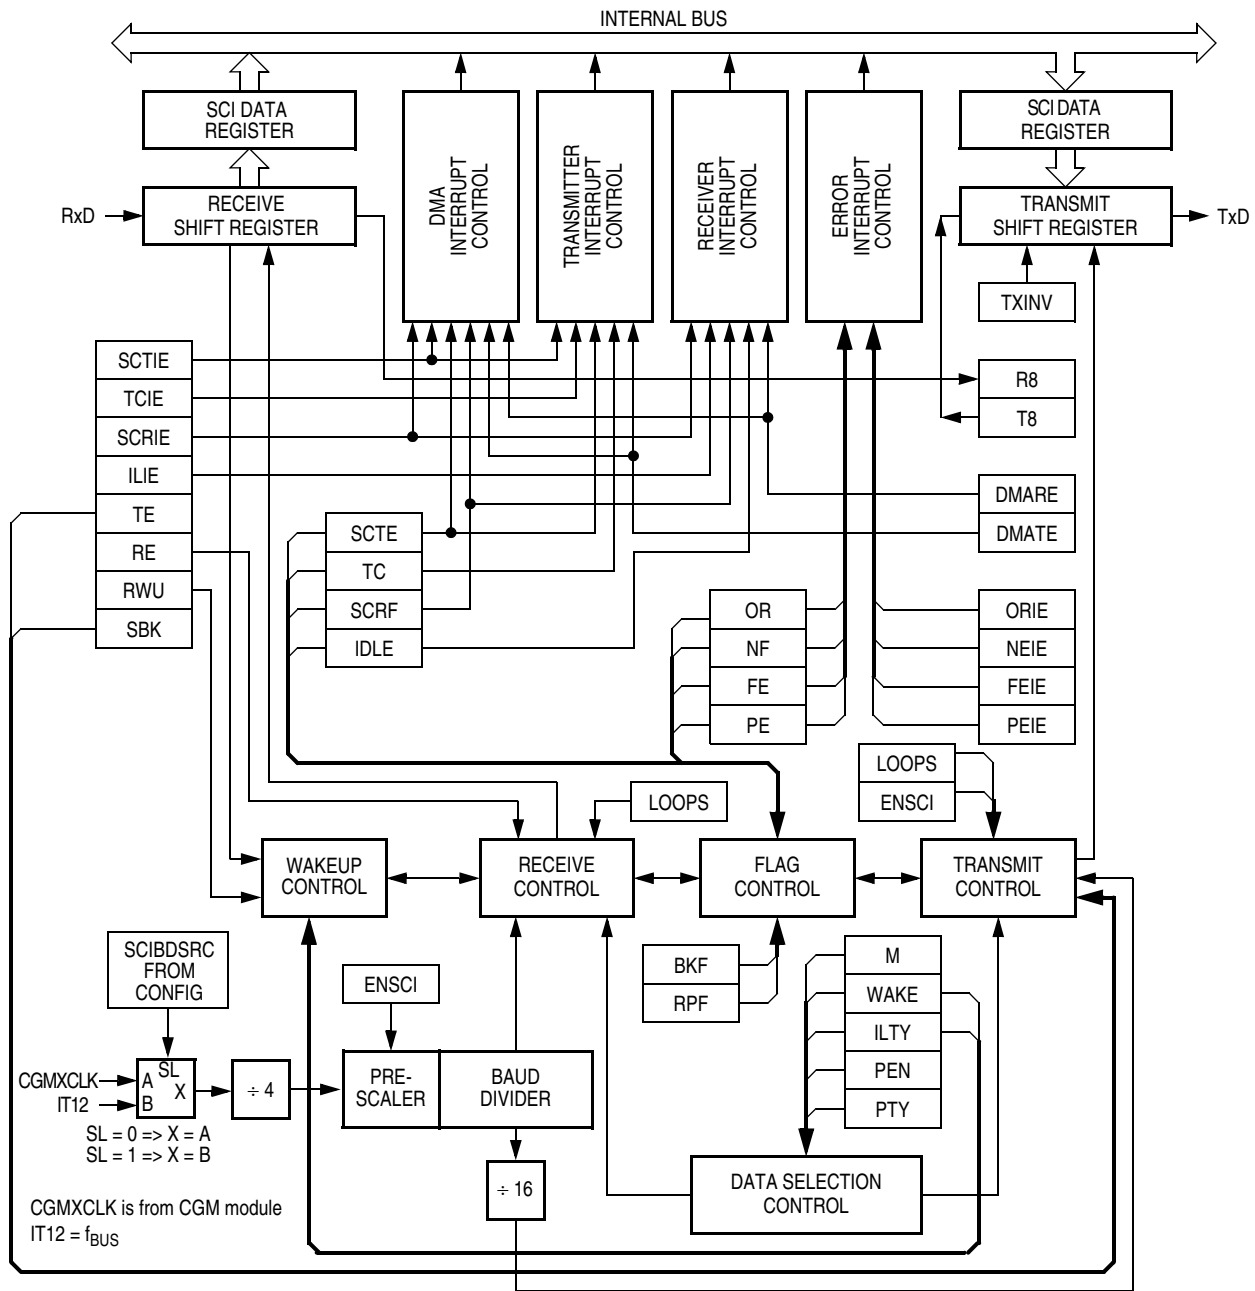 INTERNAL BUS
SCI DATA
REGISTER
DMA
INTERRUPT
CONTROL
TRANSMITTER
INTERRUPT
CONTROL
RECEIVER
INTERRUPT
CONTROL
ERROR
INTERRUPT
CONTROL
SCI DATA
REGISTER
RxD
RECEIVE
SHIFT REGISTER
TRANSMIT
SHIFT REGISTER
TxD
TXINV
SCTIE
TCIE
SCRIE
ILIE
TE
RE
RWU
SBK
R8
T8
DMARE
DMATE
SCTE
TC
SCRF
IDLE
OR
NF
FE
PE
ORIE
NEIE
FEIE
PEIE
LOOPS
LOOPS
ENSCI
WAKEUP
CONTROL
RECEIVE
CONTROL
FLAG
CONTROL
TRANSMIT
CONTROL
SCIBDSRC
FROM
CONFIG
ENSCI
BKF
RPF
M
WAKE
ILTY
PEN
PTY
CGMXCLK
IT12
SL
A
X
B
÷ 4
PRE-
SCALER
BAUD
DIVIDER
SL = 0 => X = A
SL = 1 => X = B
÷ 16
DATA SELECTION
CONTROL
CGMXCLK is from CGM module
IT12 = fBUS